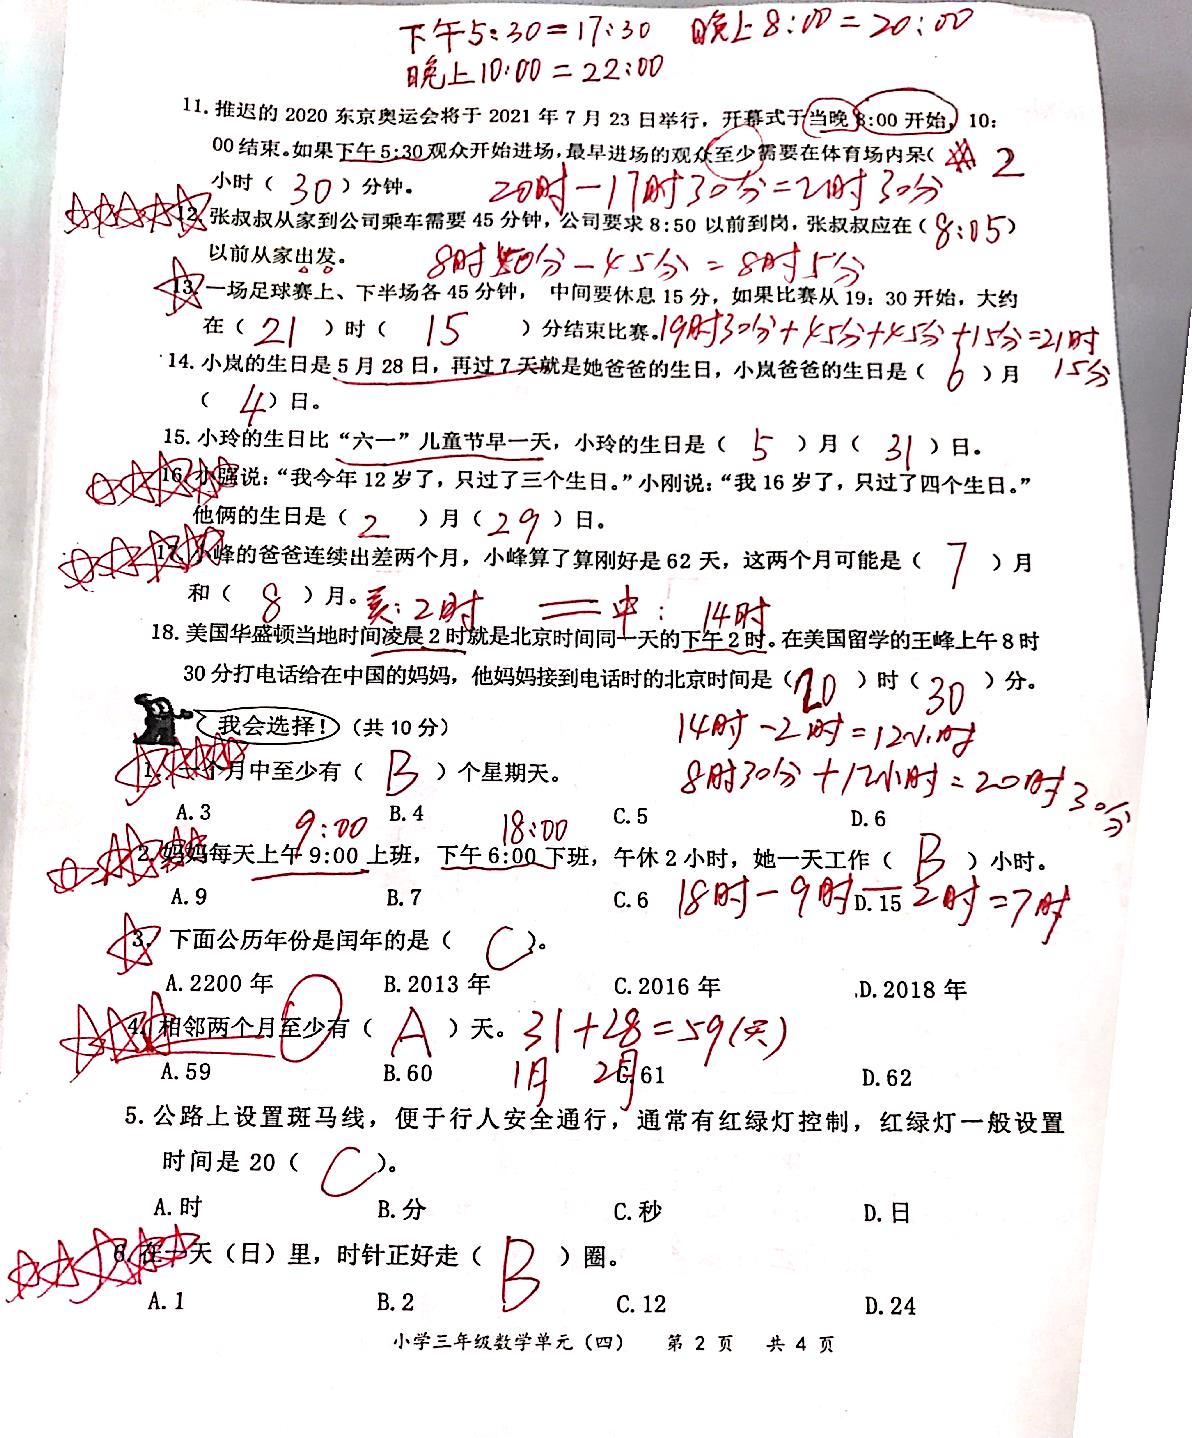 下午5:30=17:30 晚上8:00=20:00
晚上10:00=22:00
11. 推迟的 2020 东京奥运会将于 2021 年 7 月 23 日举行，开幕式于当晚 8:00 开始，10:
00 结束。如果下午 5:30 观众开始进场，最早进场的观众至少需要在体育场内呆( 2
小时( 30 )分钟。 20时-17时30分=2时30分
12. 张叔叔从家到公司乘车需要 45 分钟，公司要求 8:50 以前到岗，张叔叔应在( 8:05 )
以前从家出发。 8时50分-45分=8时5分
13. 一场足球赛上、下半场各 45 分钟， 中间要休息 15 分，如果比赛从 19: 30 开始，大约
在( 21 )时( 15 )分结束比赛。19时30分+45分+45分+15分=21时
15分
14. 小岚的生日是 5 月 28 日，再过 7 天就是她爸爸的生日，小岚爸爸的生日是( 6 )月
( 4 )日。
15. 小玲的生日比“六一”儿童节早一天，小玲的生日是( 5 )月( 31 )日。
16. 小强说：“我今年 12 岁了，只过了三个生日。”小刚说：“我 16 岁了，只过了四个生日。”
他俩的生日是( 2 )月( 29 )日。
17. 小峰的爸爸连续出差两个月，小峰算了算刚好是 62 天，这两个月可能是( 7 )月
和( 8 )月。 美:2时 = 中: 14时
18. 美国华盛顿当地时间凌晨 2 时就是北京时间同一天的下午 2 时。在美国留学的王峰上午 8 时
30 分打电话给在中国的妈妈，他妈妈接到电话时的北京时间是( 20 )时( 30 )分。
我会选择！(共 10 分) 14时-2时=12小时
1. 一个月中至少有( B )个星期天。 8时30分+12小时=20时30分
A. 3 B. 4 C. 5 D. 6
9:00 18:00
2. 妈妈每天上午 9:00 上班，下午 6:00 下班，午休 2 小时，她一天工作( B )小时。
A. 9 B. 7 C. 6 D. 15
18时-9时-2时=7时
3. 下面公历年份是闰年的是( C )。
A. 2200 年 B. 2013 年 C. 2016 年 D. 2018 年
4. 相邻两个月至少有( A )天。 31+28=59(天)
1月 2月
A. 59 B. 60 C. 61 D. 62
5. 公路上设置斑马线，便于行人安全通行，通常有红绿灯控制，红绿灯一般设置
时间是 20( C )。
A. 时 B. 分 C. 秒 D. 日
6. 在一天(日)里，时针正好走( B )圈。
A. 1 B. 2 C. 12 D. 24
小学三年级数学单元(四) 第 2 页 共 4 页